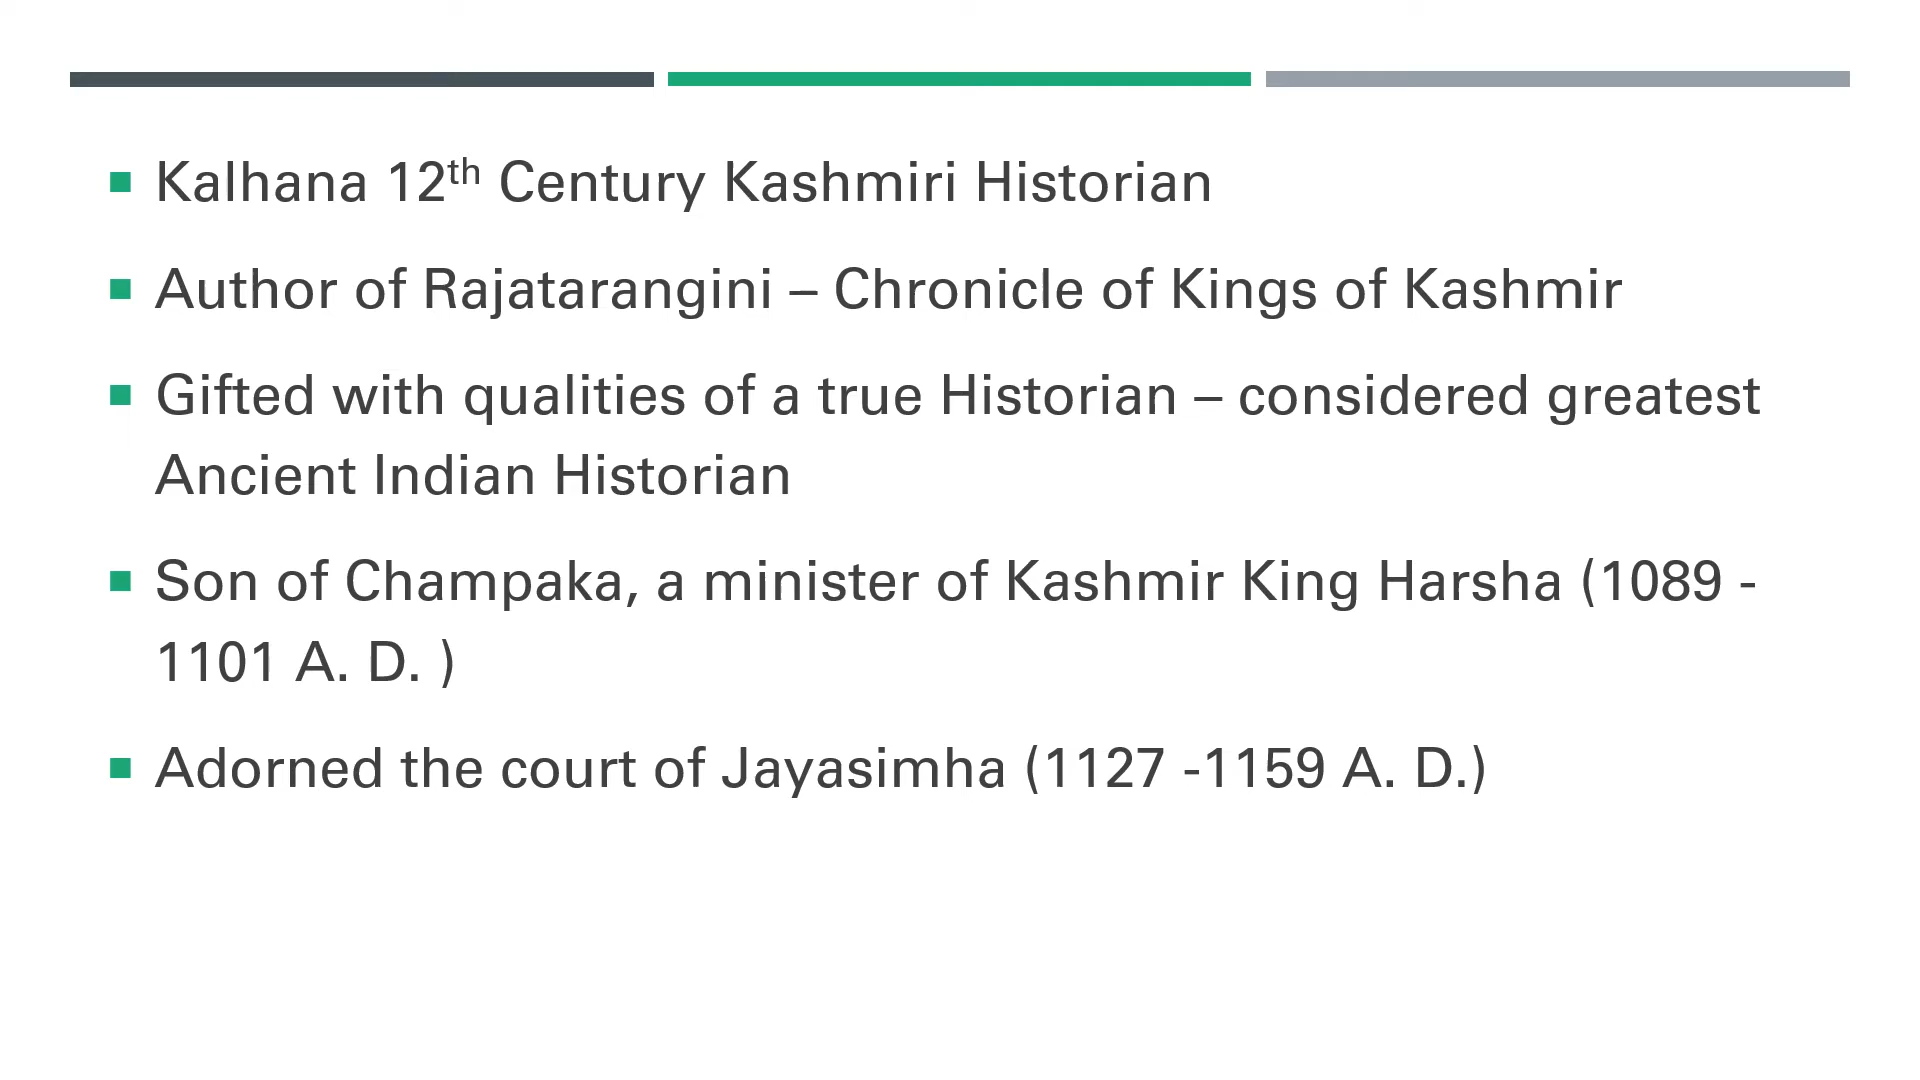 Kalhana 12th Century Kashmiri Historian
Author of Rajatarangini – Chronicle of Kings of Kashmir
Gifted with qualities of a true Historian – considered greatest
Ancient Indian Historian
Son of Champaka, a minister of Kashmir King Harsha (1089 -
1101 A. D. )
Adorned the court of Jayasimha (1127 -1159 A. D.)